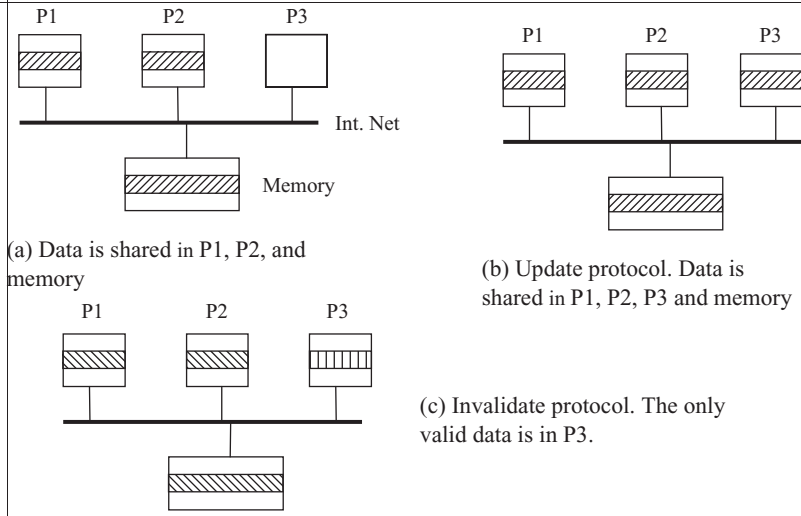 P1 P2 P3
Int. Net
Memory
(a) Data is shared in P1, P2, and
memory
P1 P2 P3
(b) Update protocol. Data is
shared in P1, P2, P3 and memory
P1 P2 P3
(c) Invalidate protocol. The only
valid data is in P3.